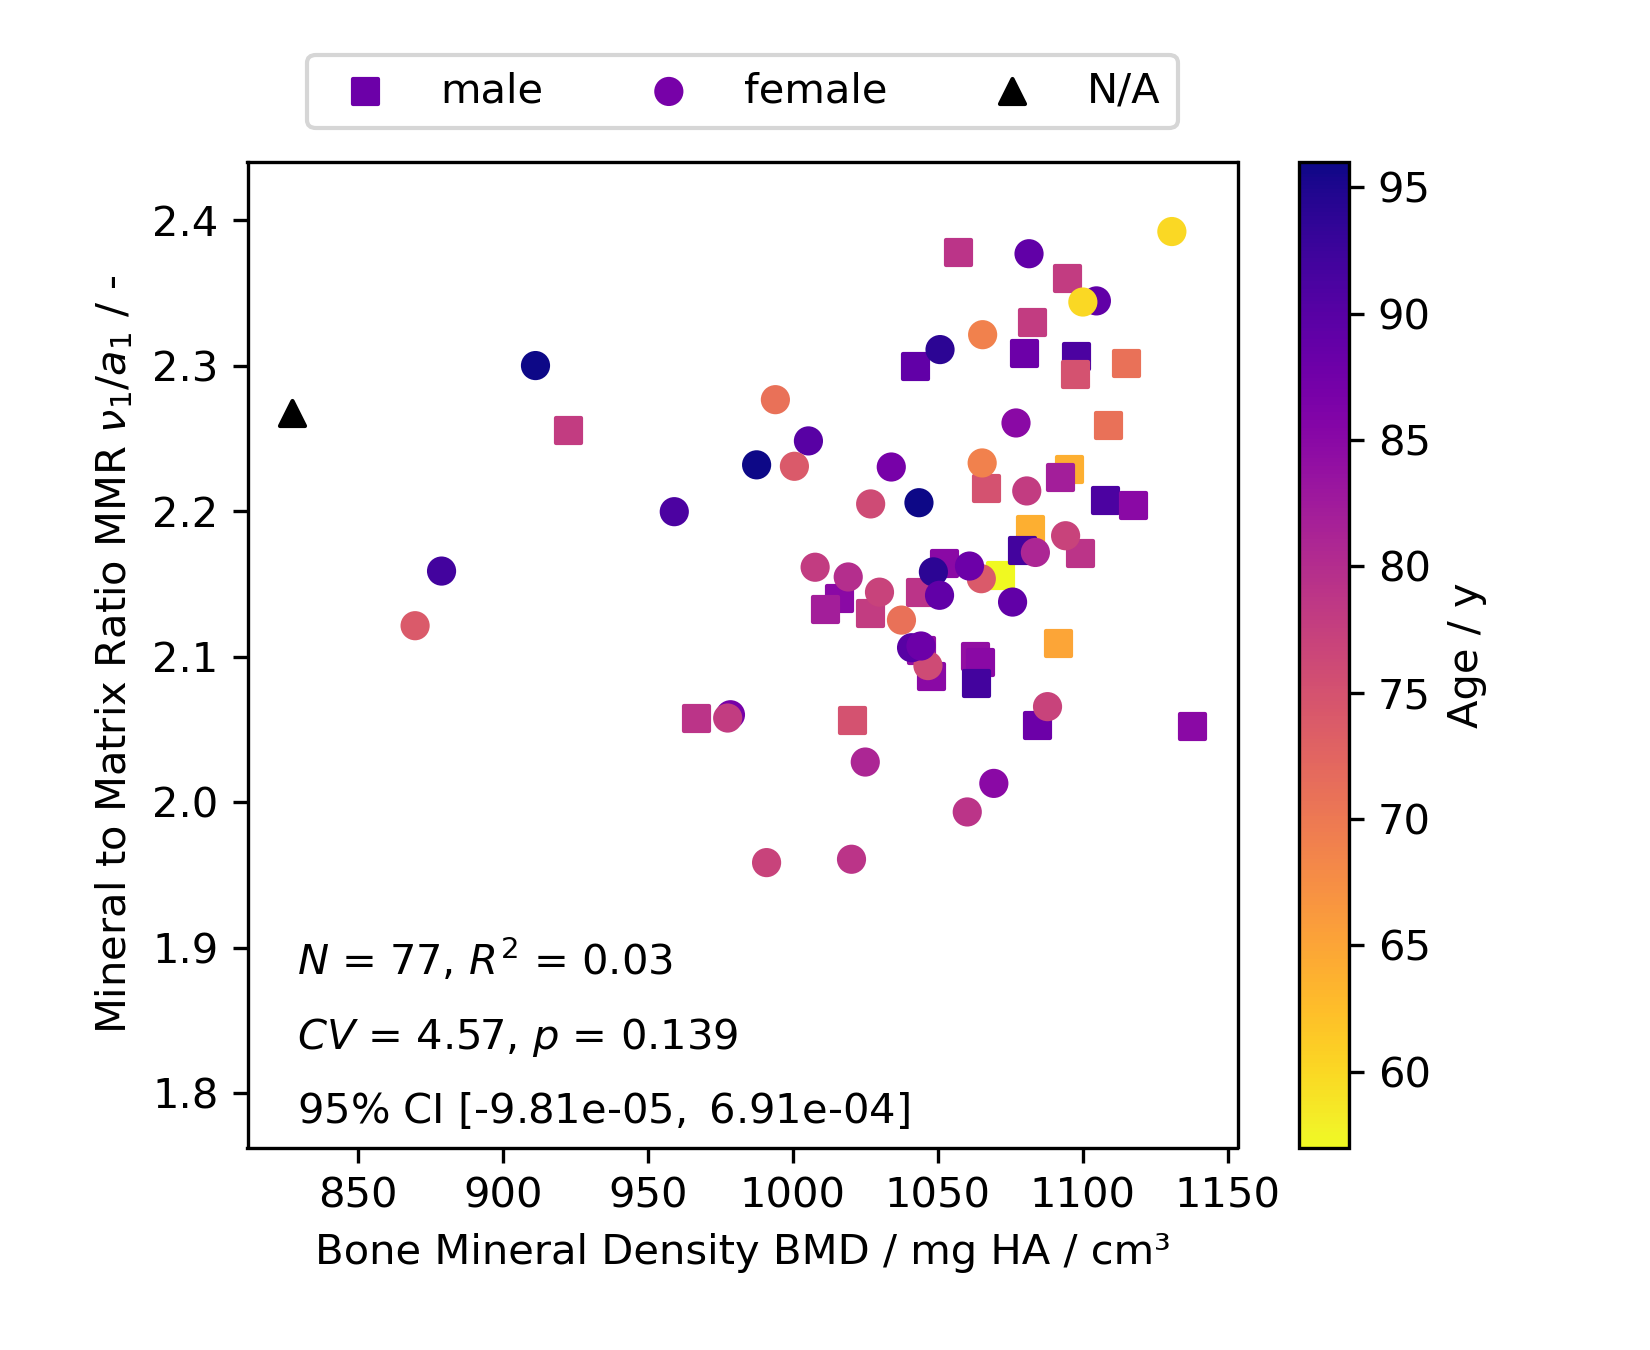 male female N/A
2.4
2.3
2.2
2.1
2.0
1.9
1.8
Mineral to Matrix Ratio MMR ν₁/a₁ / -
N = 77, R² = 0.03
CV = 4.57, p = 0.139
95% CI [-9.81e-05, 6.91e-04]
850 900 950 1000 1050 1100 1150
Bone Mineral Density BMD / mg HA / cm³
95
90
85
80
75
70
65
60
Age / y